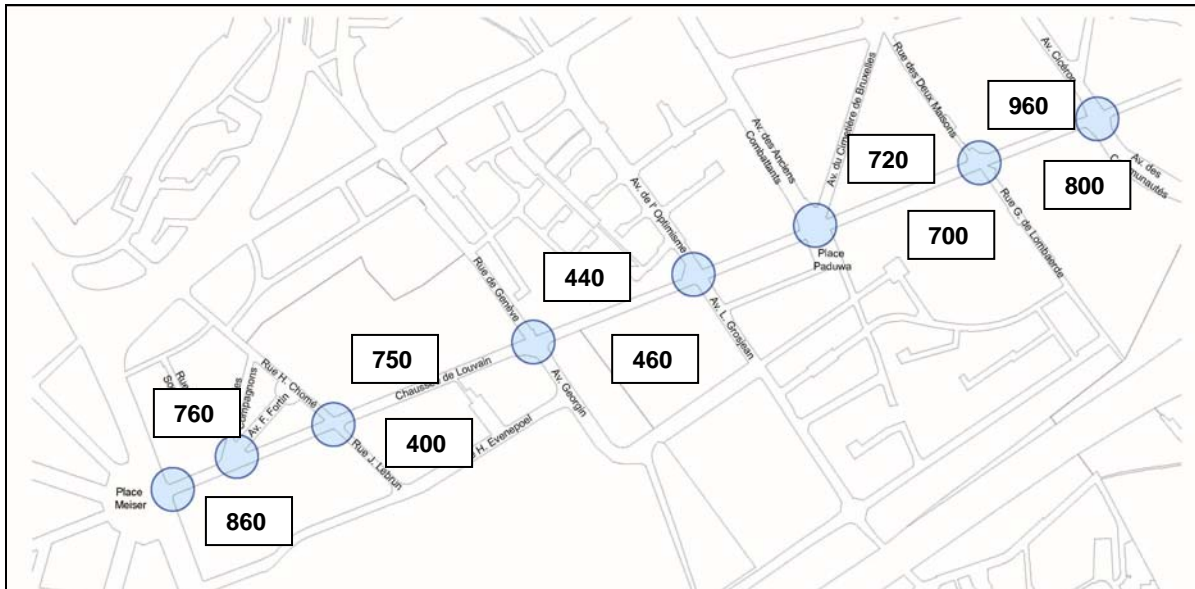 Av. Cicéron
960
Rue des Deux Maisons
Av. du Cimetière de Bruxelles
Av. des
Communautés
800
720
Av. des Anciens
Combattants
Rue G. de Lombaerde
700
Av. de l' Optimisme
Place
Paduwa
440
Rue de Genève
Av. L. Grosjean
460
750
Chaussée de Louvain
Av. Georgin
Rue H. Chomé
400
H. Evenepoel
760
Compagnons
Av. F. Fortin
Rue J. Lebrun
Place
Meiser
860